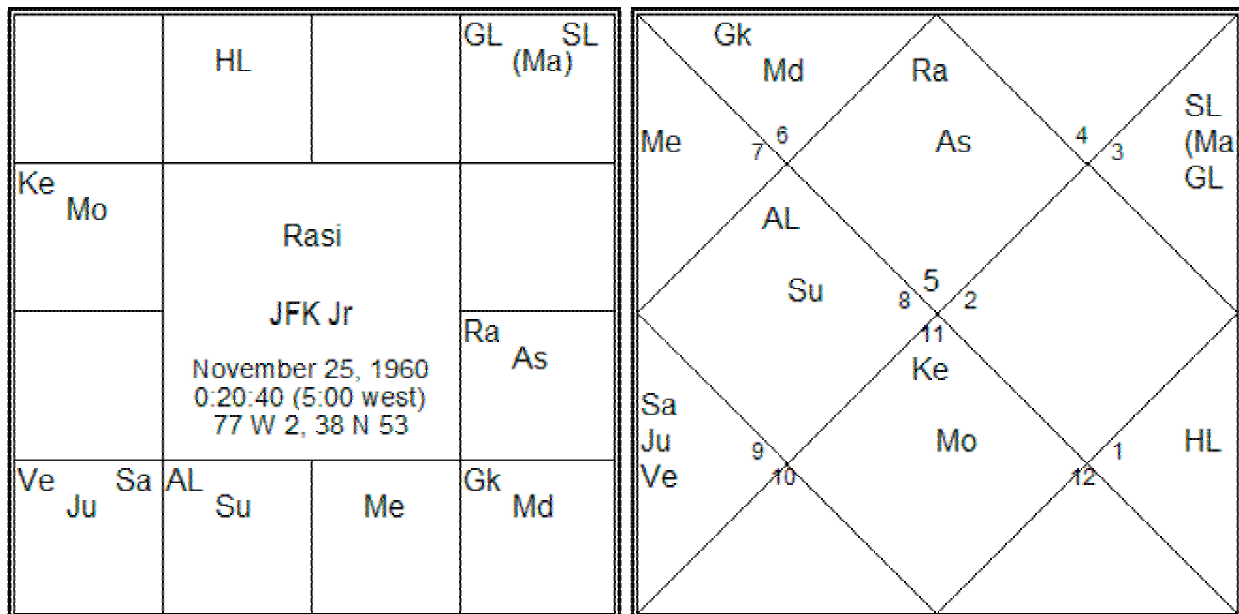 HL
GL SL
(Ma)
Ke
Mo
Rasi
JFK Jr
November 25, 1960
0:20:40 (5:00 west)
77 W 2, 38 N 53
Ra
As
Ve Sa
Ju
AL
Su
Me
Gk
Md
Gk
Md
Ra
As
Me
SL
(Ma
GL
6
7
4
3
AL
Su
5
8
2
11
Ke
Mo
Sa
Ju
Ve
9
10
1
12
HL